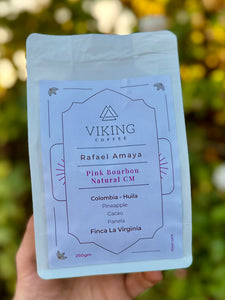 VIKING
COFFEE
Rafael Amaya
Pink Bourbon
Natural CM
Colombia - Huila
Pineapple
Cacao
Panela
Finca La Virginia
250gm